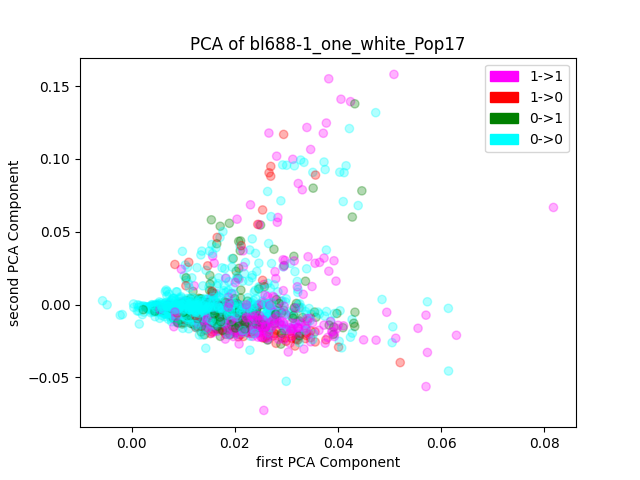 PCA of bl688-1_one_white_Pop17
0.15
0.10
0.05
0.00
−0.05
second PCA Component
1->1
1->0
0->1
0->0
0.00 0.02 0.04 0.06 0.08
first PCA Component